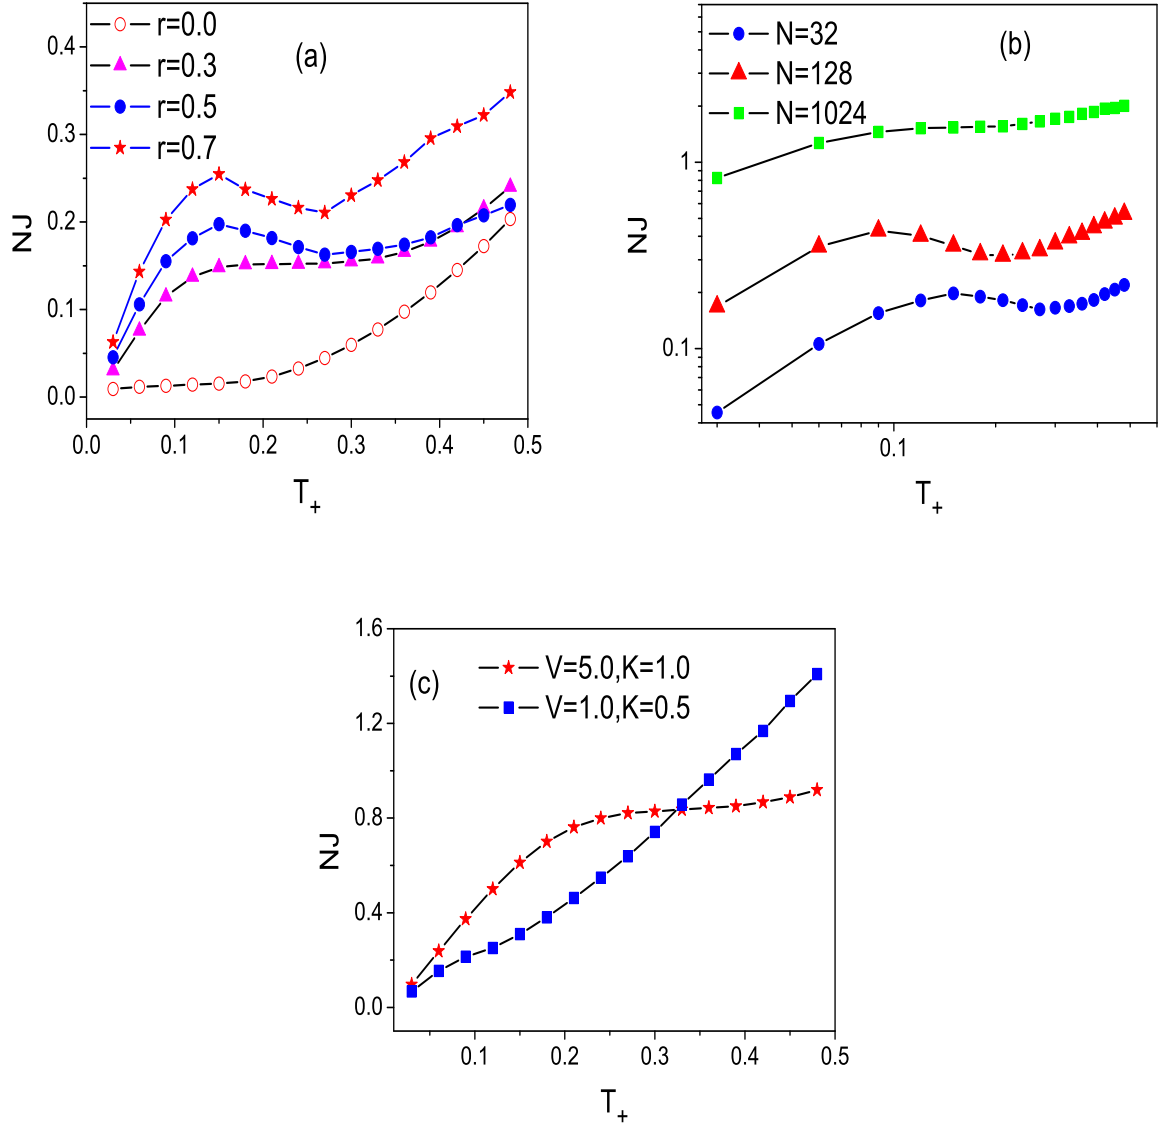 (a)
r=0.0
r=0.3
r=0.5
r=0.7
0.4
0.3
0.2
0.1
0.0
NJ
0.0 0.1 0.2 0.3 0.4 0.5
T+
(b)
N=32
N=128
N=1024
1
0.1
NJ
0.1
T+
(c)
V=5.0,K=1.0
V=1.0,K=0.5
1.6
1.2
0.8
0.4
0.0
NJ
0.1 0.2 0.3 0.4 0.5
T+